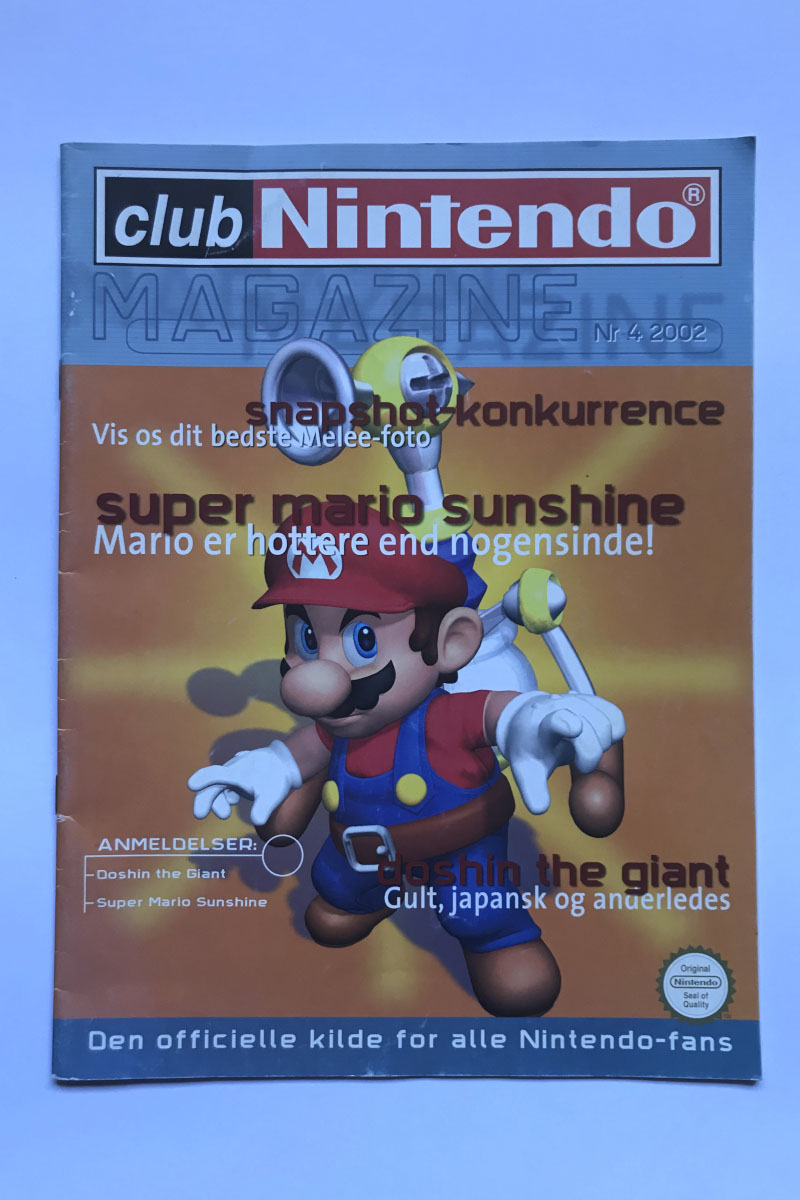 club Nintendo®
MAGAZINE
Nr 4 2002
snapshot-konkurrence
Vis os dit bedste Melee-foto
super mario sunshine
Mario er hottere end nogensinde!
M
ANMELDELSER:
Doshin the Giant
Super Mario Sunshine
doshin the giant
Gult, japansk og anderledes
Original
Nintendo
Seal of
Quality
Den officielle kilde for alle Nintendo-fans